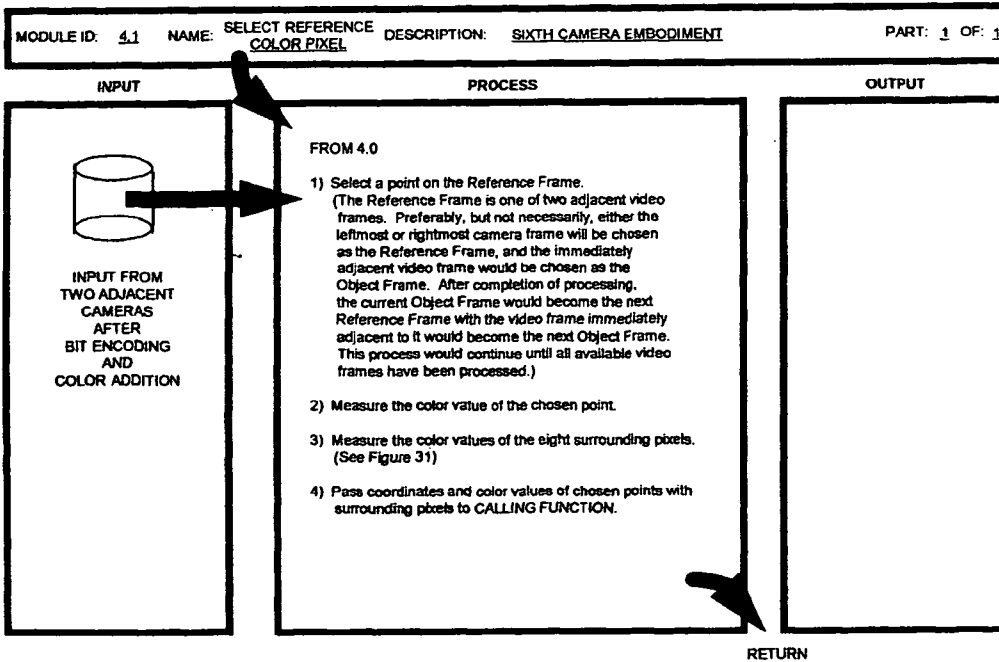 MODULE ID: 4.1 NAME: SELECT REFERENCE COLOR PIXEL DESCRIPTION: SIXTH CAMERA EMBODIMENT PART: 1 OF: 1
INPUT
PROCESS
OUTPUT
INPUT FROM
TWO ADJACENT
CAMERAS
AFTER
BIT ENCODING
AND
COLOR ADDITION
FROM 4.0
1) Select a point on the Reference Frame.
(The Reference Frame is one of two adjacent video
frames. Preferably, but not necessarily, either the
leftmost or rightmost camera frame will be chosen
as the Reference Frame, and the immediately
adjacent video frame would be chosen as the
Object Frame. After completion of processing,
the current Object Frame would become the next
Reference Frame with the video frame immediately
adjacent to it would become the next Object Frame.
This process would continue until all available video
frames have been processed.)
2) Measure the color value of the chosen point.
3) Measure the color values of the eight surrounding pixels.
(See Figure 31)
4) Pass coordinates and color values of chosen points with
surrounding pixels to CALLING FUNCTION.
RETURN